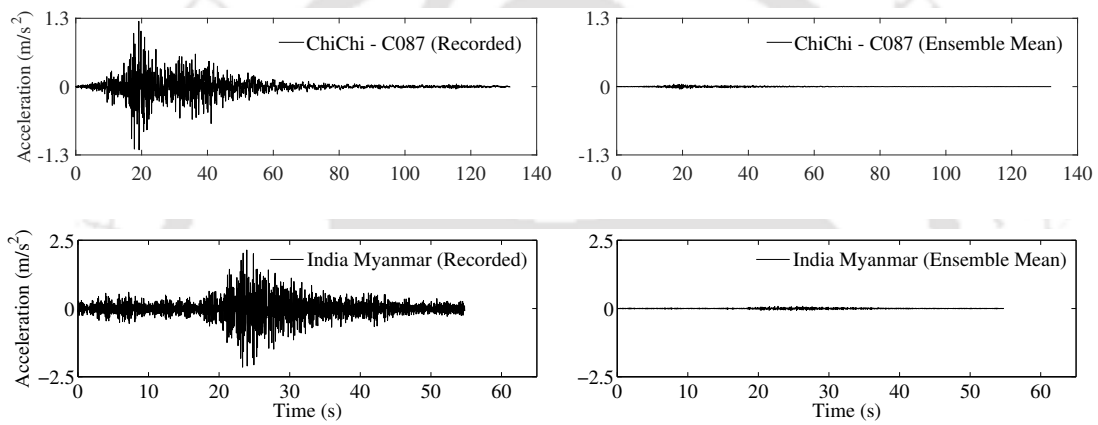 Acceleration (m/s²)
1.3
0
-1.3
ChiChi - C087 (Recorded)
0 20 40 60 80 100 120 140
1.3
0
-1.3
ChiChi - C087 (Ensemble Mean)
0 20 40 60 80 100 120 140
Acceleration (m/s²)
2.5
0
−2.5
India Myanmar (Recorded)
0 10 20 30 40 50 60
Time (s)
2.5
0
−2.5
India Myanmar (Ensemble Mean)
0 10 20 30 40 50 60
Time (s)